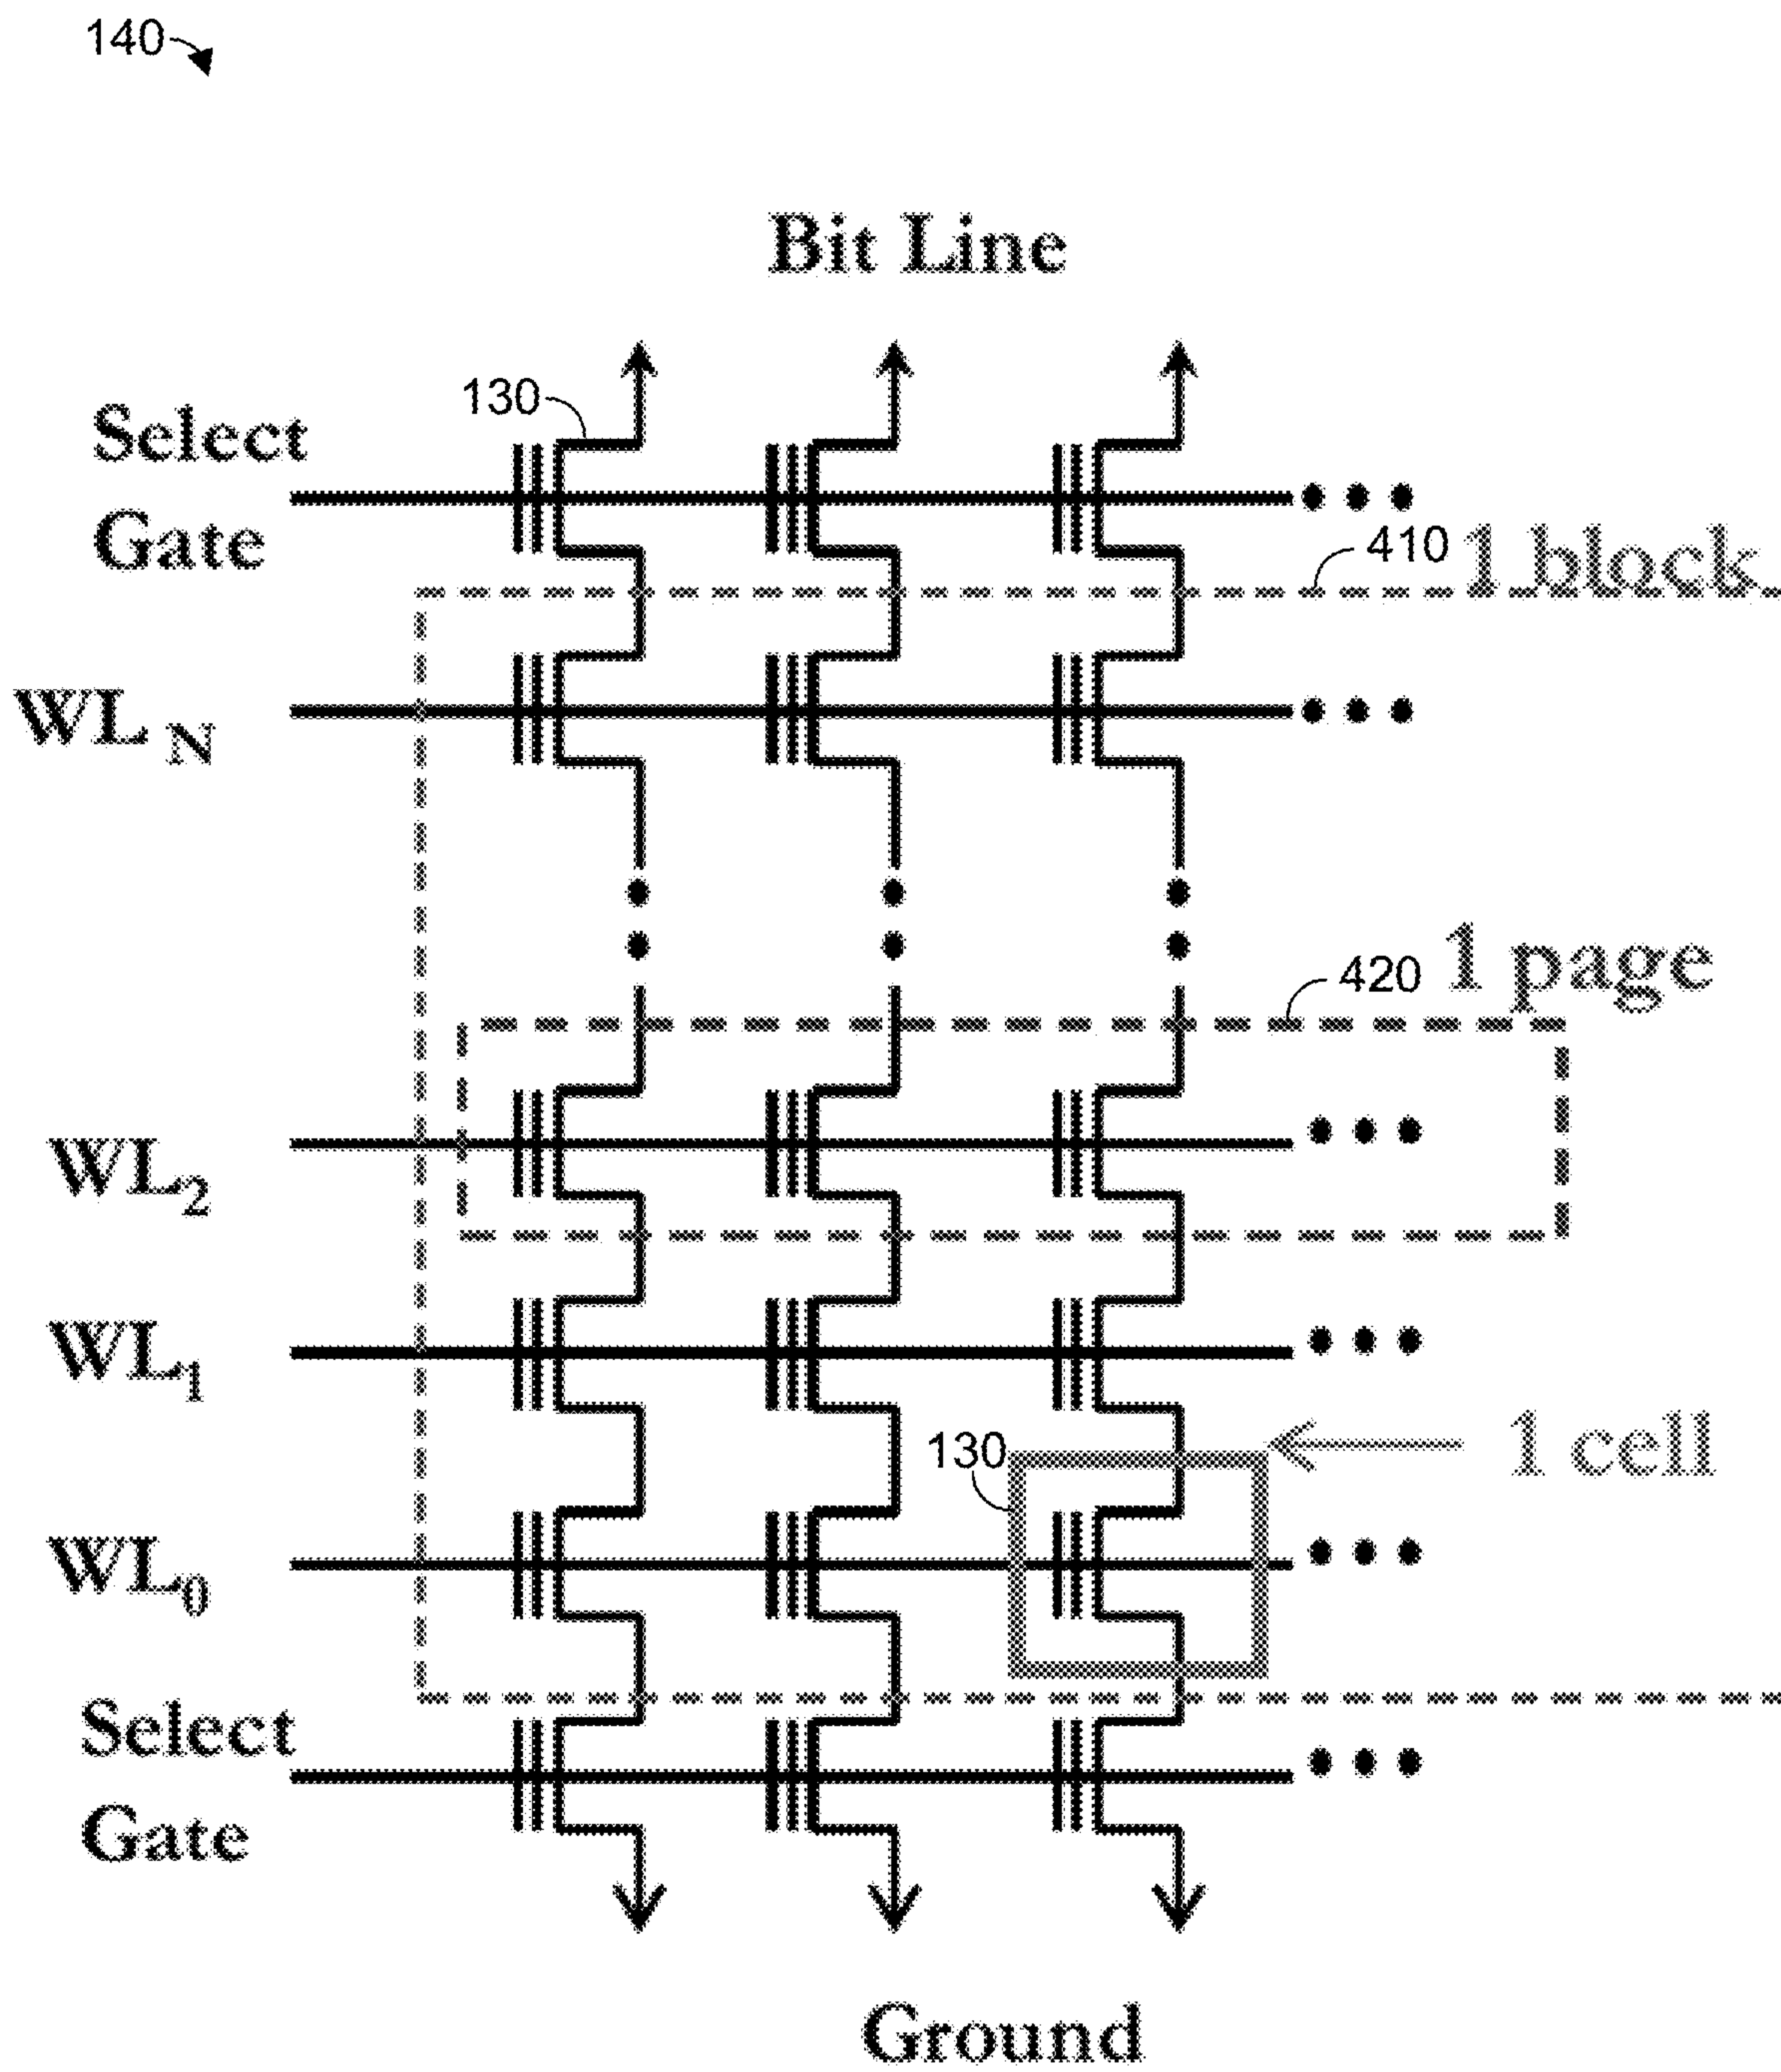 140
Bit Line
130
Select
Gate
410 1 block
WL N
420 1 page
WL2
WL1
1 cell
130
WL0
Select
Gate
Ground